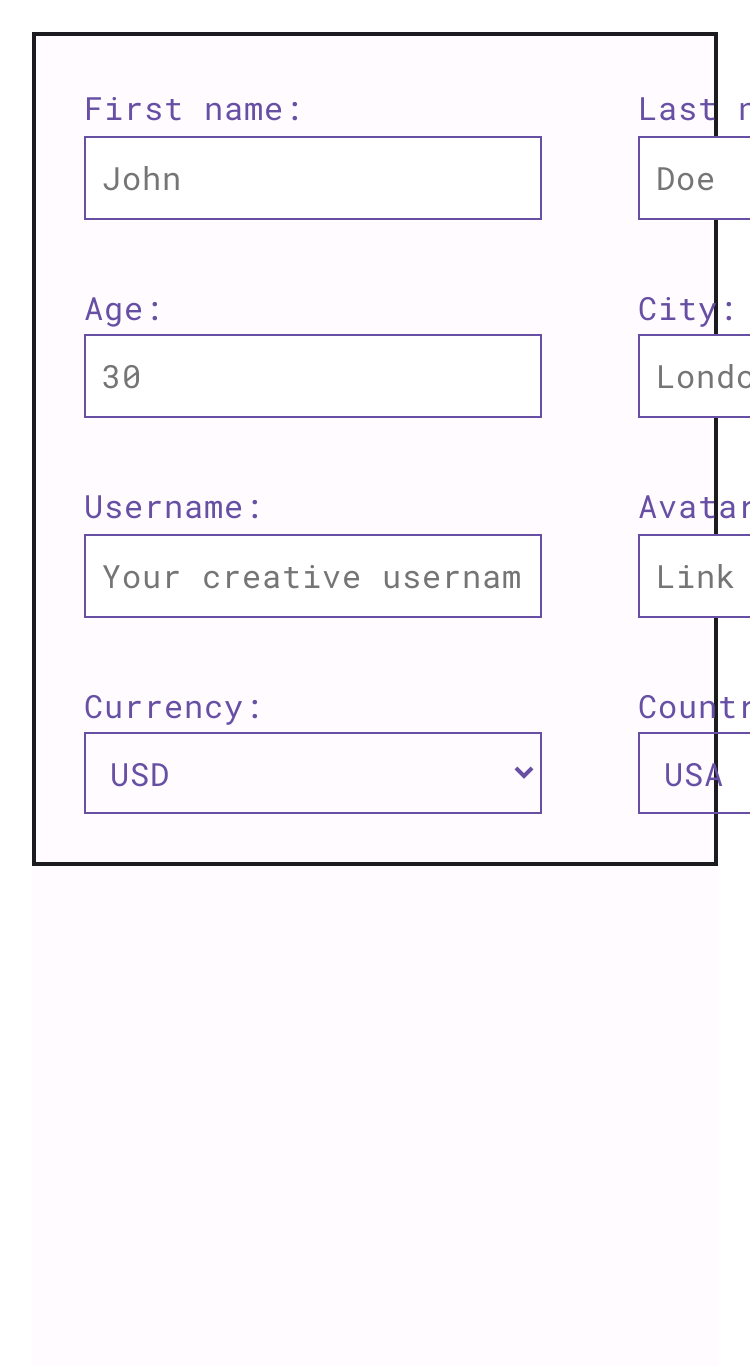 First name:
Last n
John
Doe
Age:
City:
30
Londo
Username:
Avatar
Your creative usernam
Link
Currency:
Countr
USD
USA